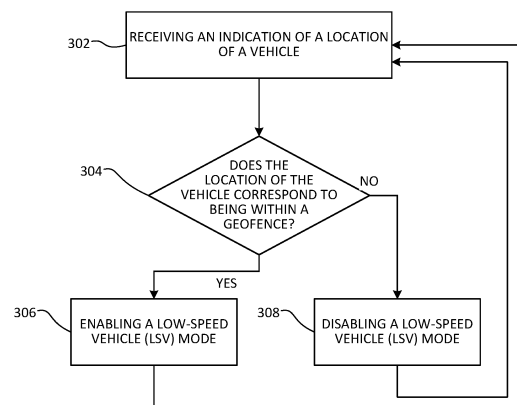 302
RECEIVING AN INDICATION OF A LOCATION
OF A VEHICLE
304
DOES THE
LOCATION OF THE
VEHICLE CORRESPOND TO
BEING WITHIN A
GEOFENCE?
NO
YES
306
ENABLING A LOW-SPEED
VEHICLE (LSV) MODE
308
DISABLING A LOW-SPEED
VEHICLE (LSV) MODE